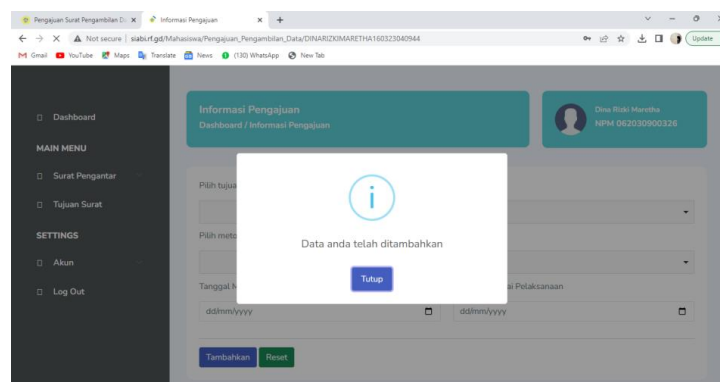 Pengajuan Surat Pengambilan Da
Informasi Pengajuan
Not secure | siabi.rf.gd/Mahasiswa/Pengajuan_Pengambilan_Data/DINARIZKIMARETHA160323040944
Update
Gmail YouTube Maps Translate News (130) WhatsApp New Tab
Dashboard
MAIN MENU
Surat Pengantar
Tujuan Surat
SETTINGS
Akun
Log Out
Informasi Pengajuan
Dashboard / Informasi Pengajuan
Dina Rizki Maretha
NPM 062030900326
Pilih tujua
Pilih meto
Data anda telah ditambahkan
Tutup
Tanggal M
si Pelaksanaan
dd/mm/yyyy
dd/mm/yyyy
Tambahkan
Reset